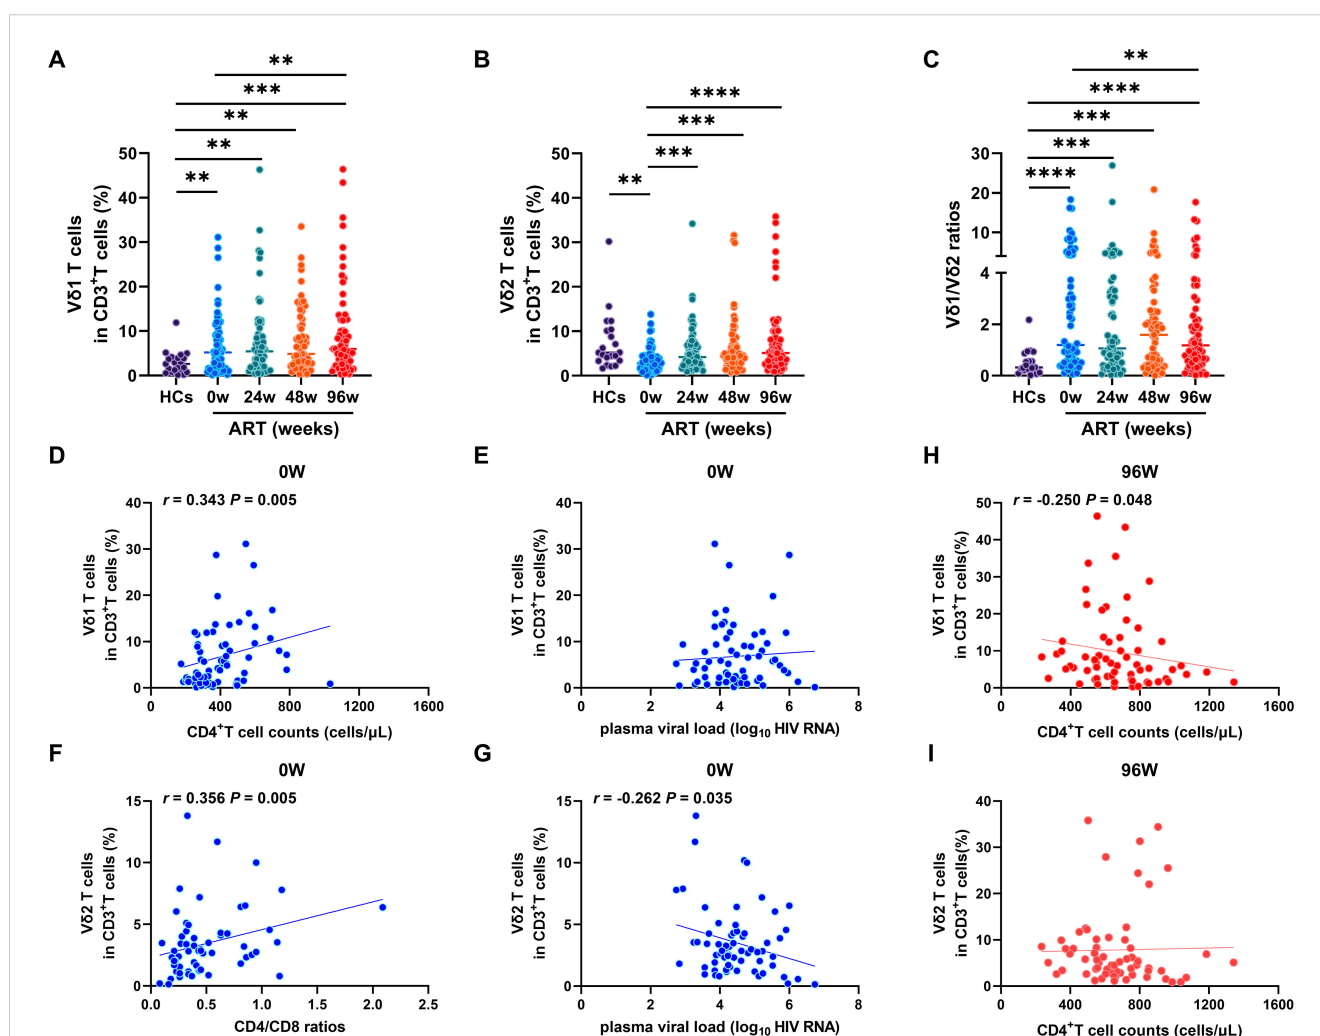 A
**
***
**
**
**
Vδ1 T cells
in CD3+T cells (%)
50
40
30
20
10
0
HCs 0w 24w 48w 96w
ART (weeks)
B
****
***
***
**
Vδ2 T cells
in CD3+T cells (%)
50
40
30
20
10
0
HCs 0w 24w 48w 96w
ART (weeks)
C
**
****
***
***
****
Vδ1/Vδ2 ratios
30
20
10
4
2
0
HCs 0w 24w 48w 96w
ART (weeks)
D
0W
r = 0.343 P = 0.005
Vδ1 T cells
in CD3+T cells (%)
40
30
20
10
0
0 400 800 1200 1600
CD4+T cell counts (cells/μL)
E
0W
Vδ1 T cells
in CD3+T cells(%)
40
30
20
10
0
0 2 4 6 8
plasma viral load (log10 HIV RNA)
H
96W
r = -0.250 P = 0.048
Vδ1 T cells
in CD3+T cells(%)
50
40
30
20
10
0
0 400 800 1200 1600
CD4+T cell counts (cells/μL)
F
0W
r = 0.356 P = 0.005
Vδ2 T cells
in CD3+T cells (%)
15
10
5
0
0.0 0.5 1.0 1.5 2.0 2.5
CD4/CD8 ratios
G
0W
r = -0.262 P = 0.035
Vδ2 T cells
in CD3+T cells(%)
15
10
5
0
0 2 4 6 8
plasma viral load (log10 HIV RNA)
I
96W
Vδ2 T cells
in CD3+T cells(%)
40
30
20
10
0
0 400 800 1200 1600
CD4+T cell counts (cells/μL)